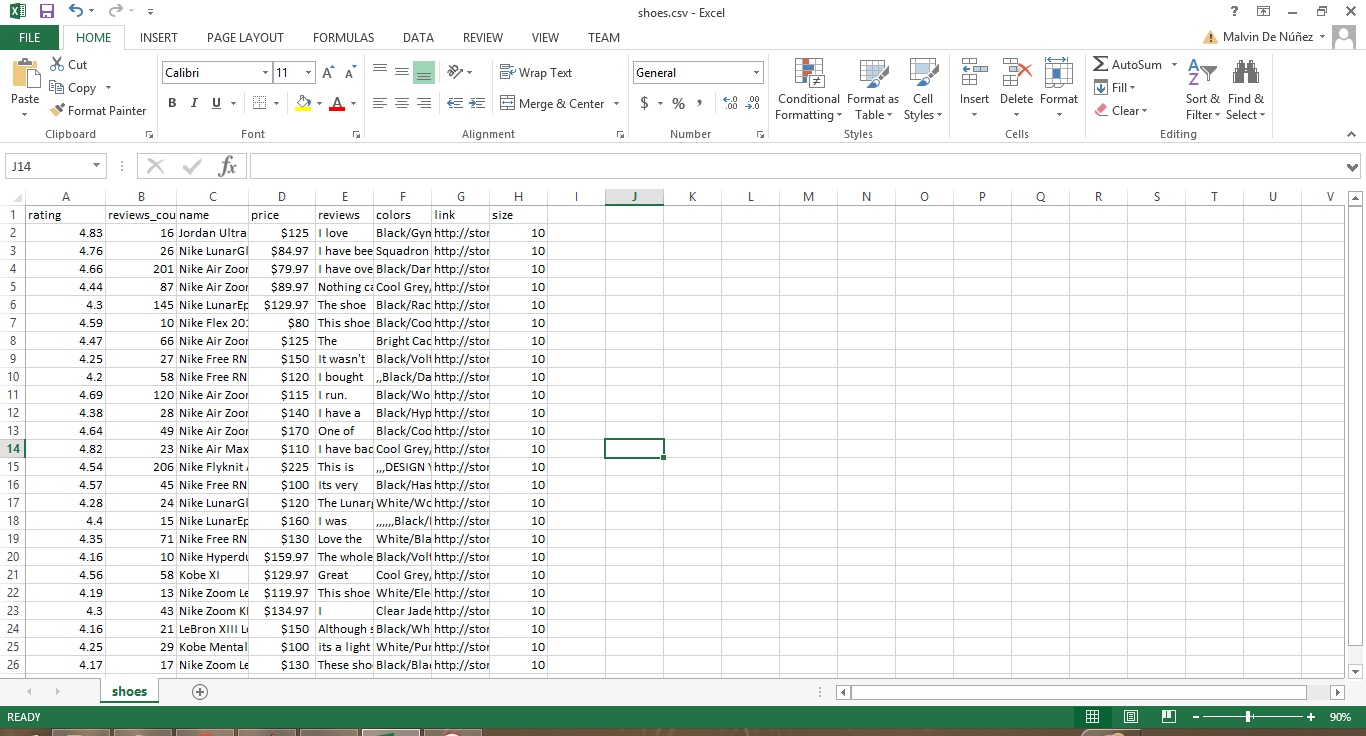 shoes.csv - Excel
?
FILE HOME INSERT PAGE LAYOUT FORMULAS DATA REVIEW VIEW TEAM
Malvin De Núñez
Paste
Cut
Copy
Format Painter
Clipboard
Calibri 11
B I U
Font
Wrap Text
Merge & Center
Alignment
General
$ % ,
Number
Conditional Formatting
Format as Table
Cell Styles
Styles
Insert Delete Format
Cells
AutoSum
Fill
Clear
Sort & Filter
Find & Select
Editing
J14
fx
A B C D E F G H I J K L M N O P Q R S T U V
1 rating reviews_cou name price reviews colors link size
2 4.83 16 Jordan Ultra $125 I love Black/Gyn http://stor 10
3 4.76 26 Nike LunarGl $84.97 I have bee Squadron http://stor 10
4 4.66 201 Nike Air Zoor $79.97 I have ove Black/Dar http://stor 10
5 4.44 87 Nike Air Zoor $89.97 Nothing ca Cool Grey, http://stor 10
6 4.3 145 Nike LunarEp $129.97 The shoe Black/Rac http://stor 10
7 4.59 10 Nike Flex 201 $80 This shoe Black/Coo http://stor 10
8 4.47 66 Nike Air Zoor $125 The Bright Cac http://stor 10
9 4.25 27 Nike Free RN $150 It wasn't Black/Volt http://stor 10
10 4.2 58 Nike Free RN $120 I bought ,,Black/Da http://stor 10
11 4.69 120 Nike Air Zoor $115 I run. Black/Wo http://stor 10
12 4.38 28 Nike Air Zoor $140 I have a Black/Hyp http://stor 10
13 4.64 49 Nike Air Zoor $170 One of Black/Coo http://stor 10
14 4.82 23 Nike Air Max $110 I have bad Cool Grey, http://stor 10
15 4.54 206 Nike Flyknit $225 This is ,,,DESIGN http://stor 10
16 4.57 45 Nike Free RN $100 Its very Black/Has http://stor 10
17 4.28 24 Nike LunarGl $120 The Lunar White/Wo http://stor 10
18 4.4 15 Nike LunarEp $160 I was ,,,,,,Black/ http://stor 10
19 4.35 71 Nike Free RN $130 Love the White/Bla http://stor 10
20 4.16 10 Nike Hyperdu $159.97 The whole Black/Volt http://stor 10
21 4.56 58 Kobe XI $129.97 Great Cool Grey, http://stor 10
22 4.19 13 Nike Zoom Le $119.97 This shoe White/Ele http://stor 10
23 4.3 43 Nike Zoom KI $134.97 I Clear Jade http://stor 10
24 4.16 21 LeBron XIII L $150 Although s Black/Wh http://stor 10
25 4.25 29 Kobe Mental $100 its a light White/Pur http://stor 10
26 4.17 17 Nike Zoom Le $130 These sho Black/Bla http://stor 10
shoes
READY
90%